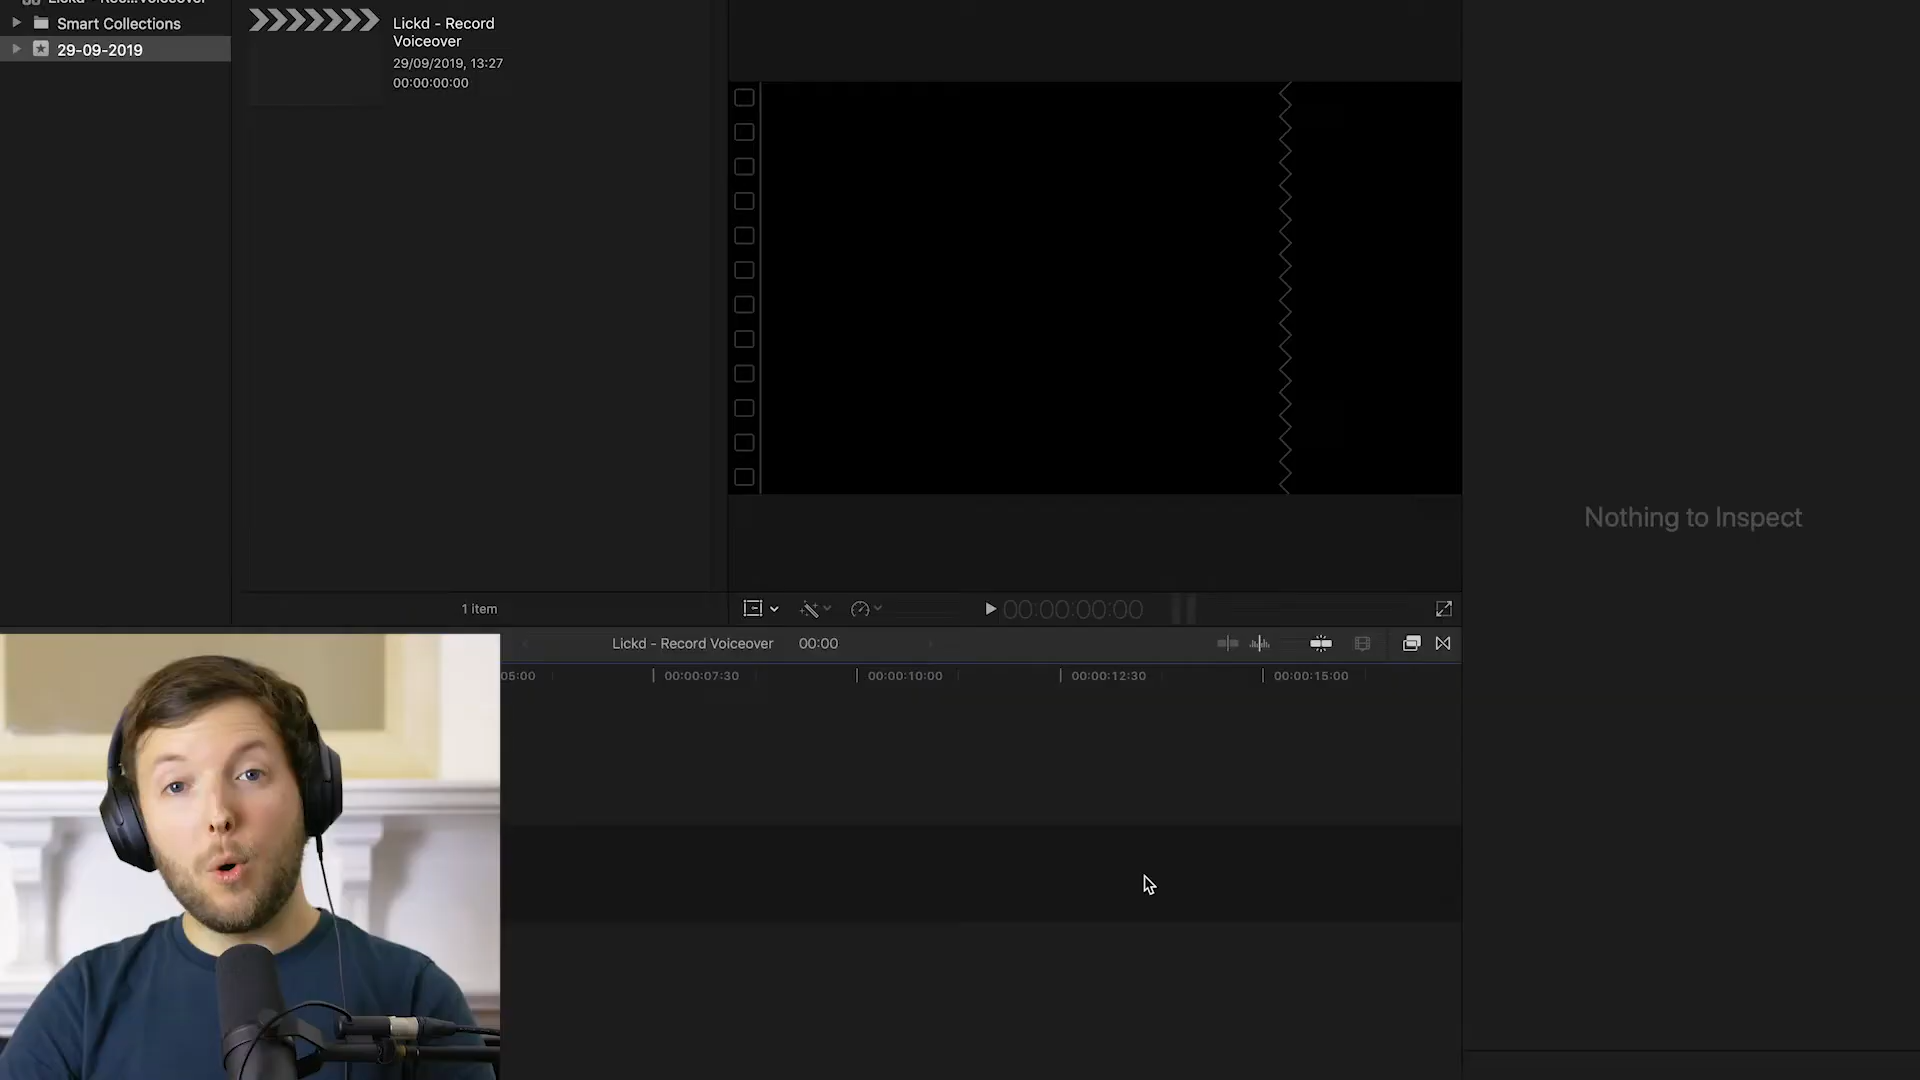 Smart Collections
29-09-2019
Lickd - Record
Voiceover
29/09/2019, 13:27
00:00:00:00
Nothing to Inspect
1 item
00:00:00:00
Lickd - Record Voiceover 00:00
05:00 00:00:07:30 00:00:10:00 00:00:12:30 00:00:15:00